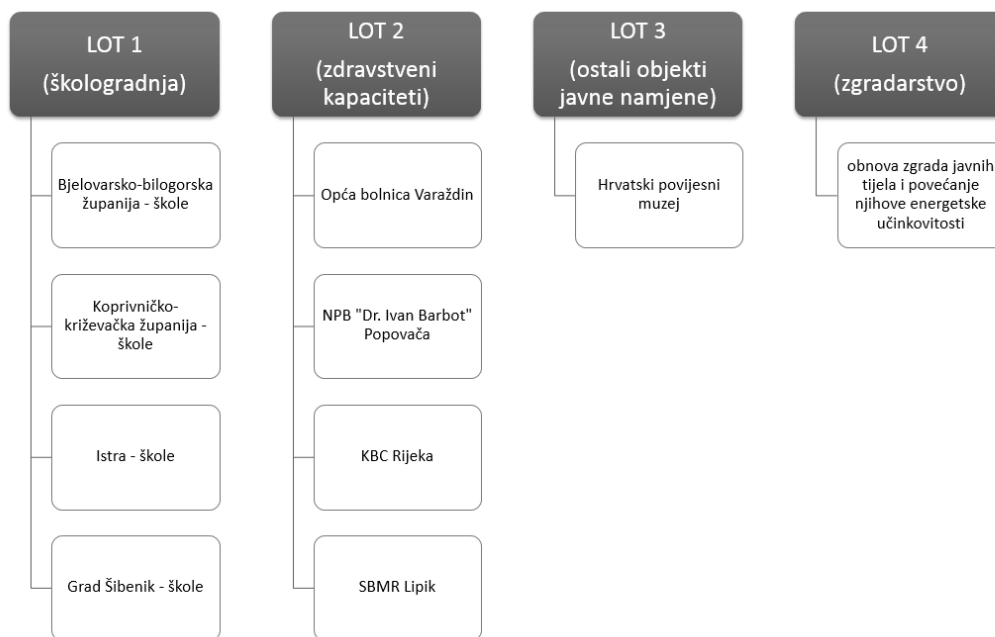 LOT 1
(škologradnja)
Bjelovarsko-bilogorska
županija - škole
Koprivničko-
križevačka županija -
škole
Istra - škole
Grad Šibenik - škole
LOT 2
(zdravstveni
kapaciteti)
Opća bolnica Varaždin
NPB "Dr. Ivan Barbot"
Popovača
KBC Rijeka
SBMR Lipik
LOT 3
(ostali objekti
javne namjene)
Hrvatski povijesni
muzej
LOT 4
(zgradarstvo)
obnova zgrada javnih
tijela i povećanje
njihove energetske
učinkovitosti